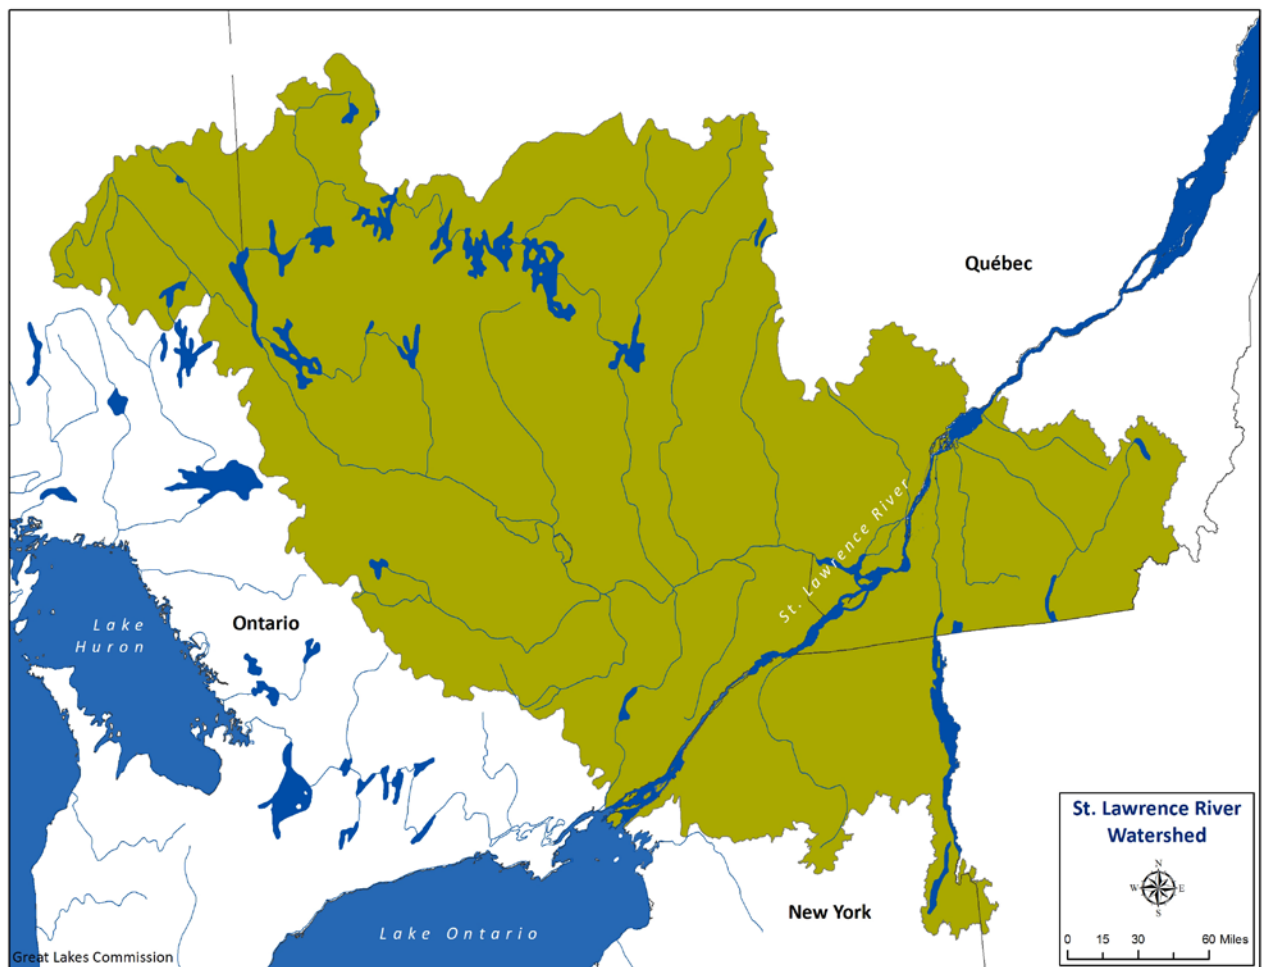 Québec
St. Lawrence River
Lake
Huron
Ontario
New York
Lake Ontario
Great Lakes Commission
St. Lawrence River
Watershed
N
W E
S
0 15 30 60 Miles